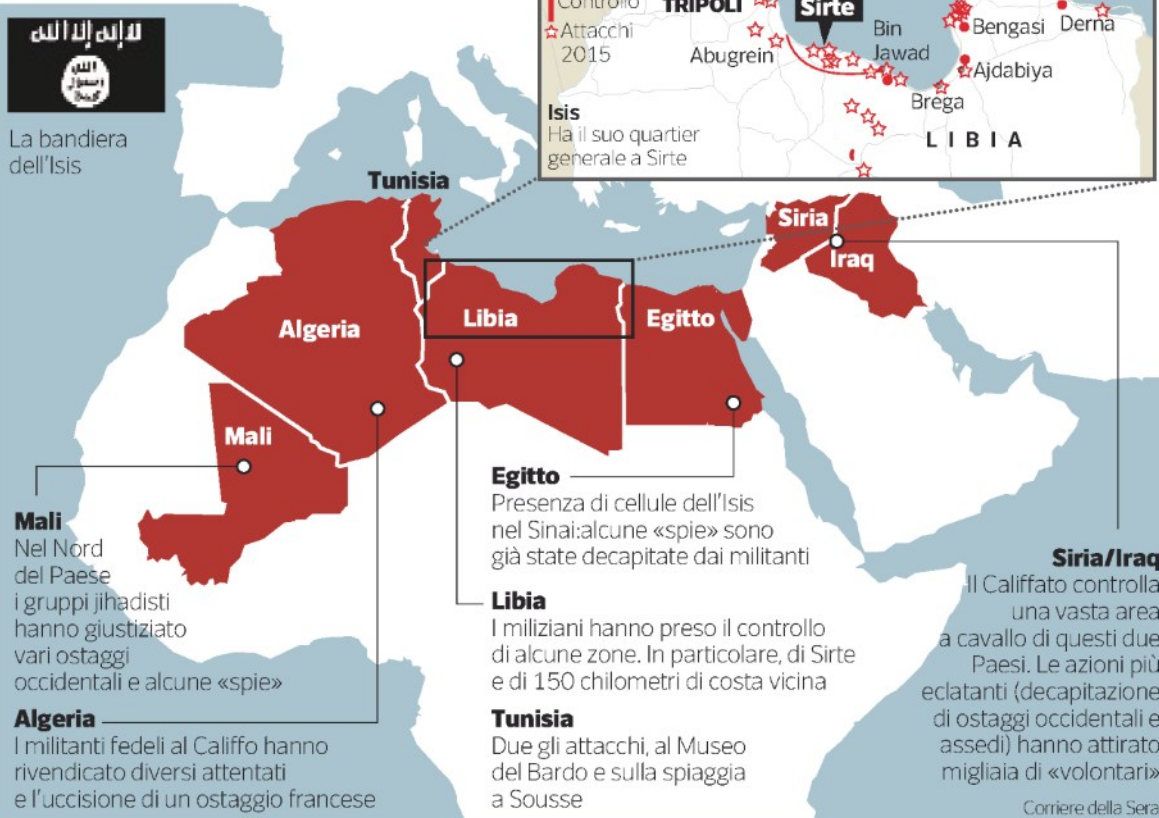 لا إله إلا الله
الله
رسول
محمد
La bandiera
dell'Isis
Controllo
Attacchi
2015
TRIPOLI
Sirte
Abugrein
Bin
Jawad
Bengasi
Derna
Ajdabiya
Brega
LIBIA
Isis
Ha il suo quartier
generale a Sirte
Tunisia
Siria
Iraq
Algeria
Libia
Egitto
Mali
Mali
Nel Nord
del Paese
i gruppi jihadisti
hanno giustiziato
vari ostaggi
occidentali e alcune «spie»
Algeria
I militanti fedeli al Califfo hanno
rivendicato diversi attentati
e l'uccisione di un ostaggio francese
Egitto
Presenza di cellule dell'Isis
nel Sinai:alcune «spie» sono
già state decapitate dai militanti
Libia
I miliziani hanno preso il controllo
di alcune zone. In particolare, di Sirte
e di 150 chilometri di costa vicina
Tunisia
Due gli attacchi, al Museo
del Bardo e sulla spiaggia
a Sousse
Siria/Iraq
Il Califfato controlla
una vasta area
a cavallo di questi due
Paesi. Le azioni più
eclatanti (decapitazione
di ostaggi occidentali e
assedi) hanno attirato
migliaia di «volontari»
Corriere della Sera